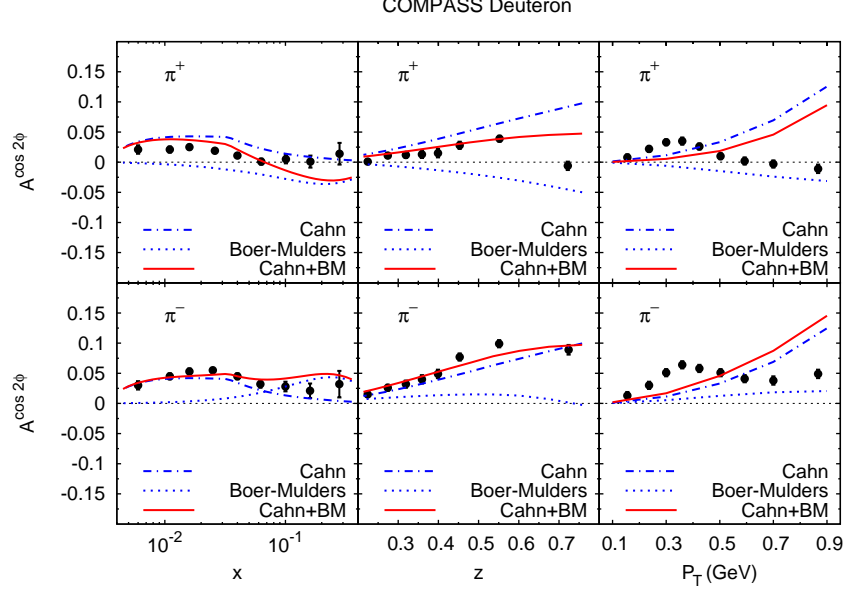 COMPASS Deuteron
π+ π+ π+
0.15
0.1
0.05
0
-0.05
-0.1
-0.15
A^cos 2ϕ
Cahn Cahn Cahn
Boer-Mulders Boer-Mulders Boer-Mulders
Cahn+BM Cahn+BM Cahn+BM
π− π− π−
0.15
0.1
0.05
0
-0.05
-0.1
-0.15
A^cos 2ϕ
Cahn Cahn Cahn
Boer-Mulders Boer-Mulders Boer-Mulders
Cahn+BM Cahn+BM Cahn+BM
10^-2 10^-1 0.3 0.4 0.5 0.6 0.7 0.1 0.3 0.5 0.7 0.9
x z P_T (GeV)